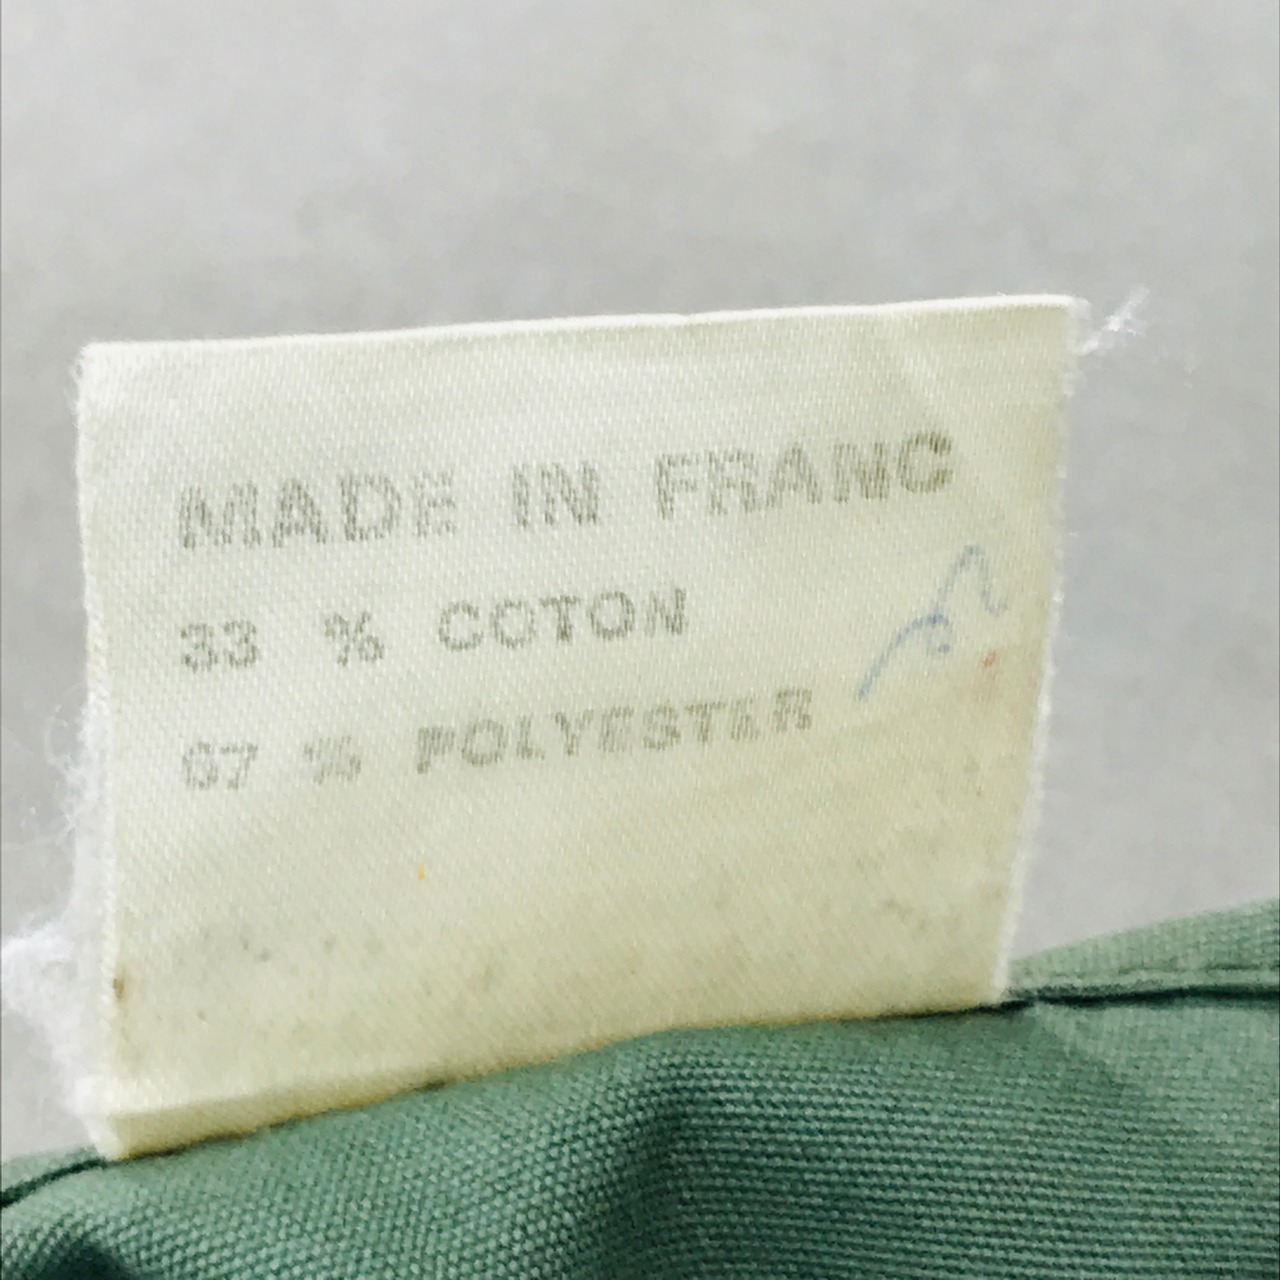 MADE IN FRANC
33 % COTON
67 % POLYESTER